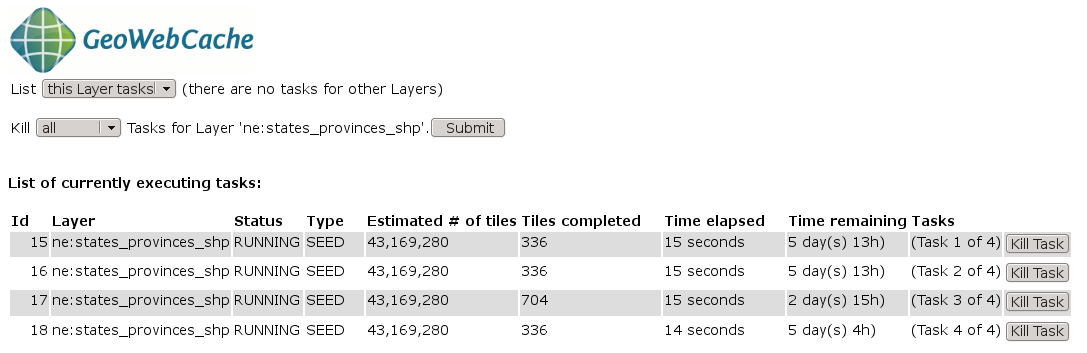 GeoWebCache
List this Layer tasks (there are no tasks for other Layers)
Kill all Tasks for Layer 'ne:states_provinces_shp'. Submit
List of currently executing tasks:
Id Layer Status Type Estimated # of tiles Tiles completed Time elapsed Time remaining Tasks
15 ne:states_provinces_shp RUNNING SEED 43,169,280 336 15 seconds 5 day(s) 13h) (Task 1 of 4) Kill Task
16 ne:states_provinces_shp RUNNING SEED 43,169,280 336 15 seconds 5 day(s) 13h) (Task 2 of 4) Kill Task
17 ne:states_provinces_shp RUNNING SEED 43,169,280 704 15 seconds 2 day(s) 15h) (Task 3 of 4) Kill Task
18 ne:states_provinces_shp RUNNING SEED 43,169,280 336 14 seconds 5 day(s) 4h) (Task 4 of 4) Kill Task